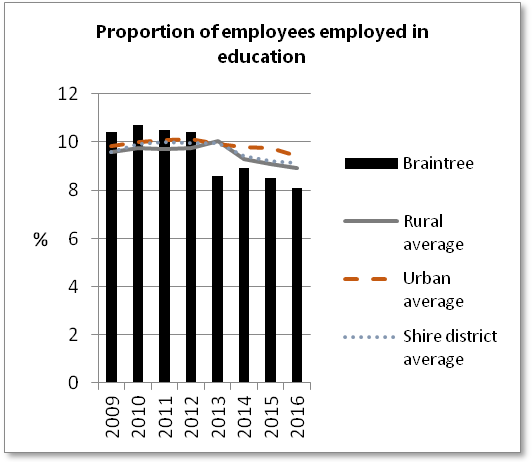 Proportion of employees employed in
education
12
10
8
6
4
2
0
%
2009
2010
2011
2012
2013
2014
2015
2016
Braintree
Rural
average
Urban
average
Shire district
average